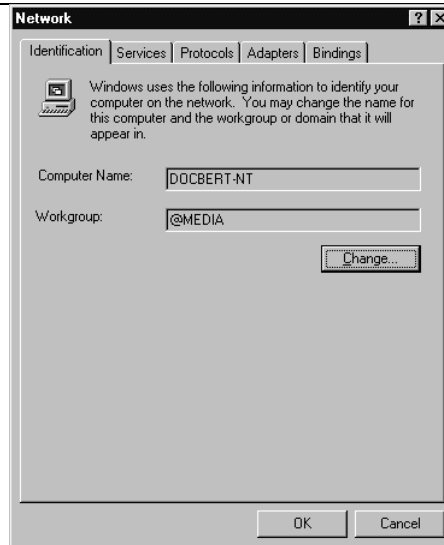 Network
Identification Services Protocols Adapters Bindings
Windows uses the following information to identify your
computer on the network. You may change the name for
this computer and the workgroup or domain that it will
appear in.
Computer Name: DOCBERT-NT
Workgroup: @MEDIA
Change...
OK Cancel